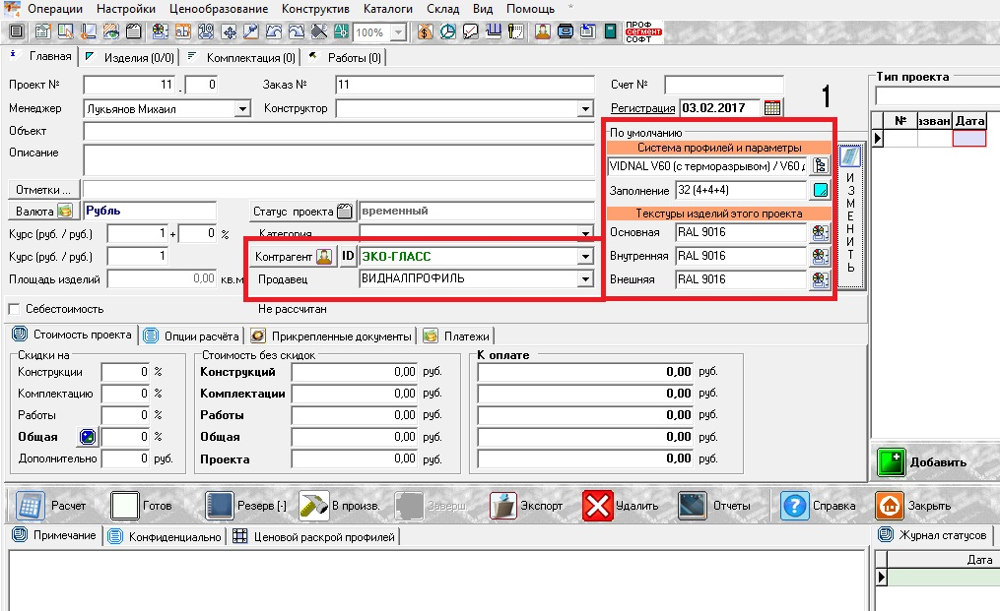 Операции Настройки Ценообразование Конструктив Каталоги Склад Вид Помощь
100% ПРОФ сегмент СОФТ
Главная Изделия (0/0) Комплектация (0) Работы (0)
Тип проекта
Проект № 11 . 0 Заказ № 11 Счет №
1
Менеджер Лукьянов Михаил Конструктор Регистрация 03.02.2017
№ азван Дата
Объект
По умолчанию
Описание
Система профилей и параметры
VIDNAL V60 (с терморазрывом) / V60 д
ИЗМЕНИТЬ
Отметки ...
Заполнение 32 (4+4+4)
Валюта Рубль Статус проекта временный
Текстуры изделий этого проекта
Курс (руб. / руб.) 1 + 0 % Категория
Основная RAL 9016
Курс (руб. / руб.) 1 Контрагент ID ЭКО-ГЛАСС
Внутренняя RAL 9016
Площадь изделий 0,00 кв.м Продавец ВИДНАЛПРОФИЛЬ
Внешняя RAL 9016
Себестоимость Не рассчитан
Стоимость проекта Опции расчёта Прикрепленные документы Платежи
Скидки на Стоимость без скидок К оплате
Конструкции 0 % Конструкций 0,00 руб. 0,00 руб.
Комплектацию 0 % Комплектации 0,00 руб. 0,00 руб.
Работы 0 % Работы 0,00 руб. 0,00 руб.
Общая 0 % Общая 0,00 руб. 0,00 руб.
Дополнительно 0 руб. Проекта 0,00 руб. 0,00 руб.
Добавить
Расчет Готов Резерв [-] В произв. Заверш Экспорт Удалить Отчеты Справка Закрыть
Примечание Конфиденциально Ценовой раскрой профилей Журнал статусов
Дата